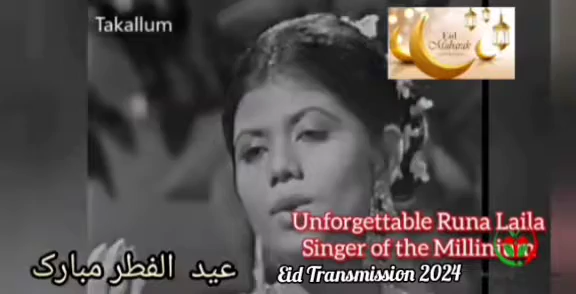 Takallum
Eid
Mubarak
Unforgettable Runa Laila
Singer of the Millinium
عید الفطر مبارک
Eid Transmission 2024